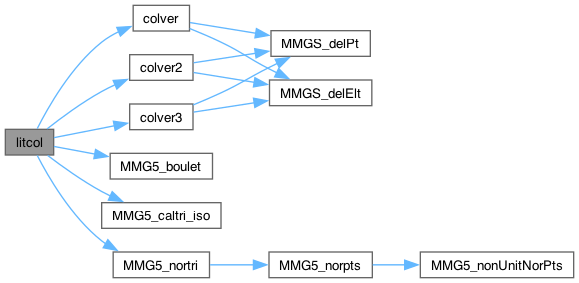 colver
MMGS_delPt
colver2
MMGS_delElt
colver3
litcol
MMG5_boulet
MMG5_caltri_iso
MMG5_nortri
MMG5_norpts
MMG5_nonUnitNorPts